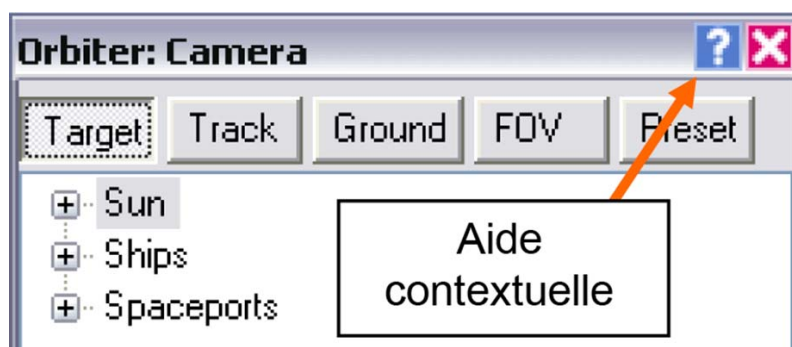 Orbiter: Camera
Target Track Ground FOV Preset
Sun
Ships
Spaceports
Aide
contextuelle